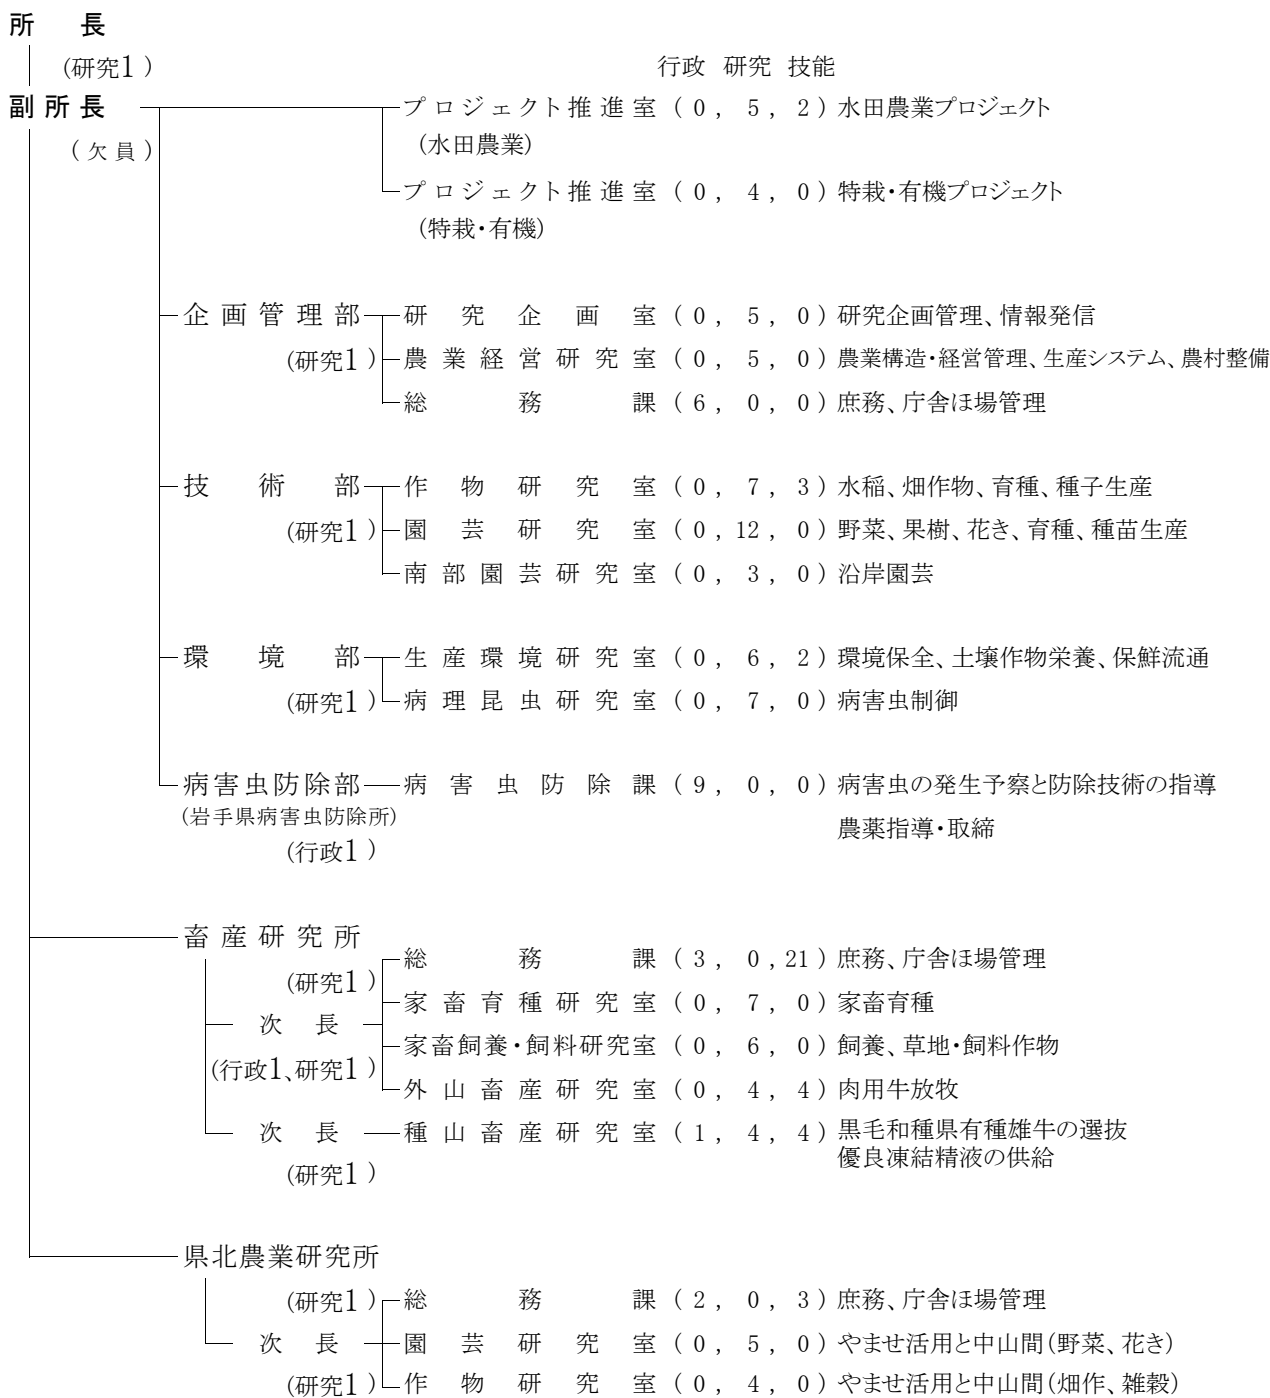 所　長
(研究1)
行政 研究 技能
副所長 プロジェクト推進室 (0, 5, 2) 水田農業プロジェクト
(欠員) (水田農業)
プロジェクト推進室 (0, 4, 0) 特栽・有機プロジェクト
(特栽・有機)
企画管理部 研究企画室 (0, 5, 0) 研究企画管理、情報発信
(研究1) 農業経営研究室 (0, 5, 0) 農業構造・経営管理、生産システム、農村整備
総務課 (6, 0, 0) 庶務、庁舎ほ場管理
技術部 作物研究室 (0, 7, 3) 水稲、畑作物、育種、種子生産
(研究1) 園芸研究室 (0,12, 0) 野菜、果樹、花き、育種、種苗生産
南部園芸研究室 (0, 3, 0) 沿岸園芸
環境部 生産環境研究室 (0, 6, 2) 環境保全、土壌作物栄養、保鮮流通
(研究1) 病理昆虫研究室 (0, 7, 0) 病害虫制御
病害虫防除部 病害虫防除課 (9, 0, 0) 病害虫の発生予察と防除技術の指導
(岩手県病害虫防除所) 農薬指導・取締
(行政1)
畜産研究所
総務課 (3, 0,21) 庶務、庁舎ほ場管理
(研究1)
家畜育種研究室 (0, 7, 0) 家畜育種
次長
家畜飼養・飼料研究室 (0, 6, 0) 飼養、草地・飼料作物
(行政1、研究1)
外山畜産研究室 (0, 4, 4) 肉用牛放牧
次長 種山畜産研究室 (1, 4, 4) 黒毛和種県有種雄牛の選抜
優良凍結精液の供給
(研究1)
県北農業研究所
(研究1) 総務課 (2, 0, 3) 庶務、庁舎ほ場管理
次長 園芸研究室 (0, 5, 0) やませ活用と中山間(野菜、花き)
(研究1) 作物研究室 (0, 4, 0) やませ活用と中山間(畑作、雑穀)